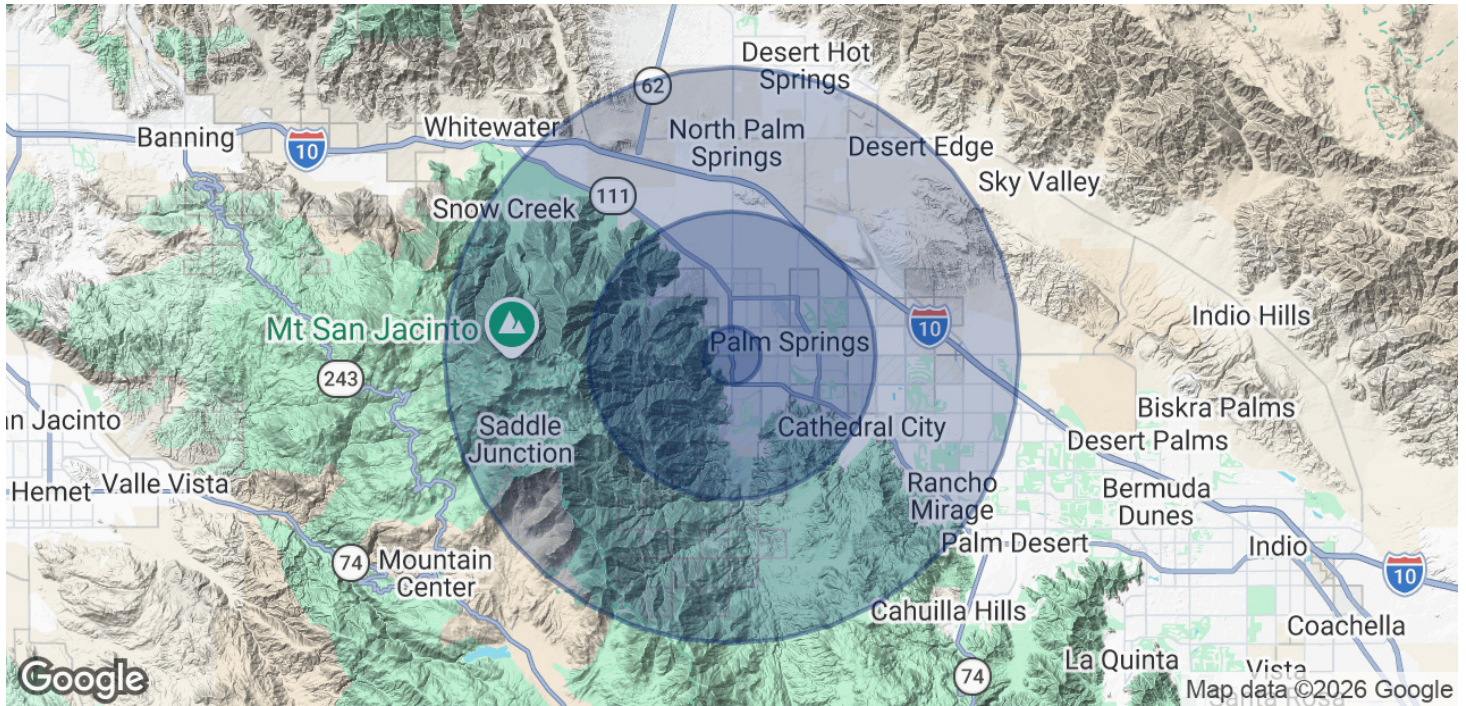 Desert Hot
Springs
62
Whitewater
North Palm
Springs
Banning
10
Desert Edge
Sky Valley
111
Snow Creek
Mt San Jacinto
Palm Springs
10
Indio Hills
243
an Jacinto
Saddle
Junction
Cathedral City
Biskra Palms
Desert Palms
Hemet
Valle Vista
Rancho
Mirage
Bermuda
Dunes
Palm Desert
Indio
74
Mountain
Center
10
Cahuilla Hills
Coachella
La Quinta
Vista
Santa Rosa
74
Google
Map data ©2026 Google